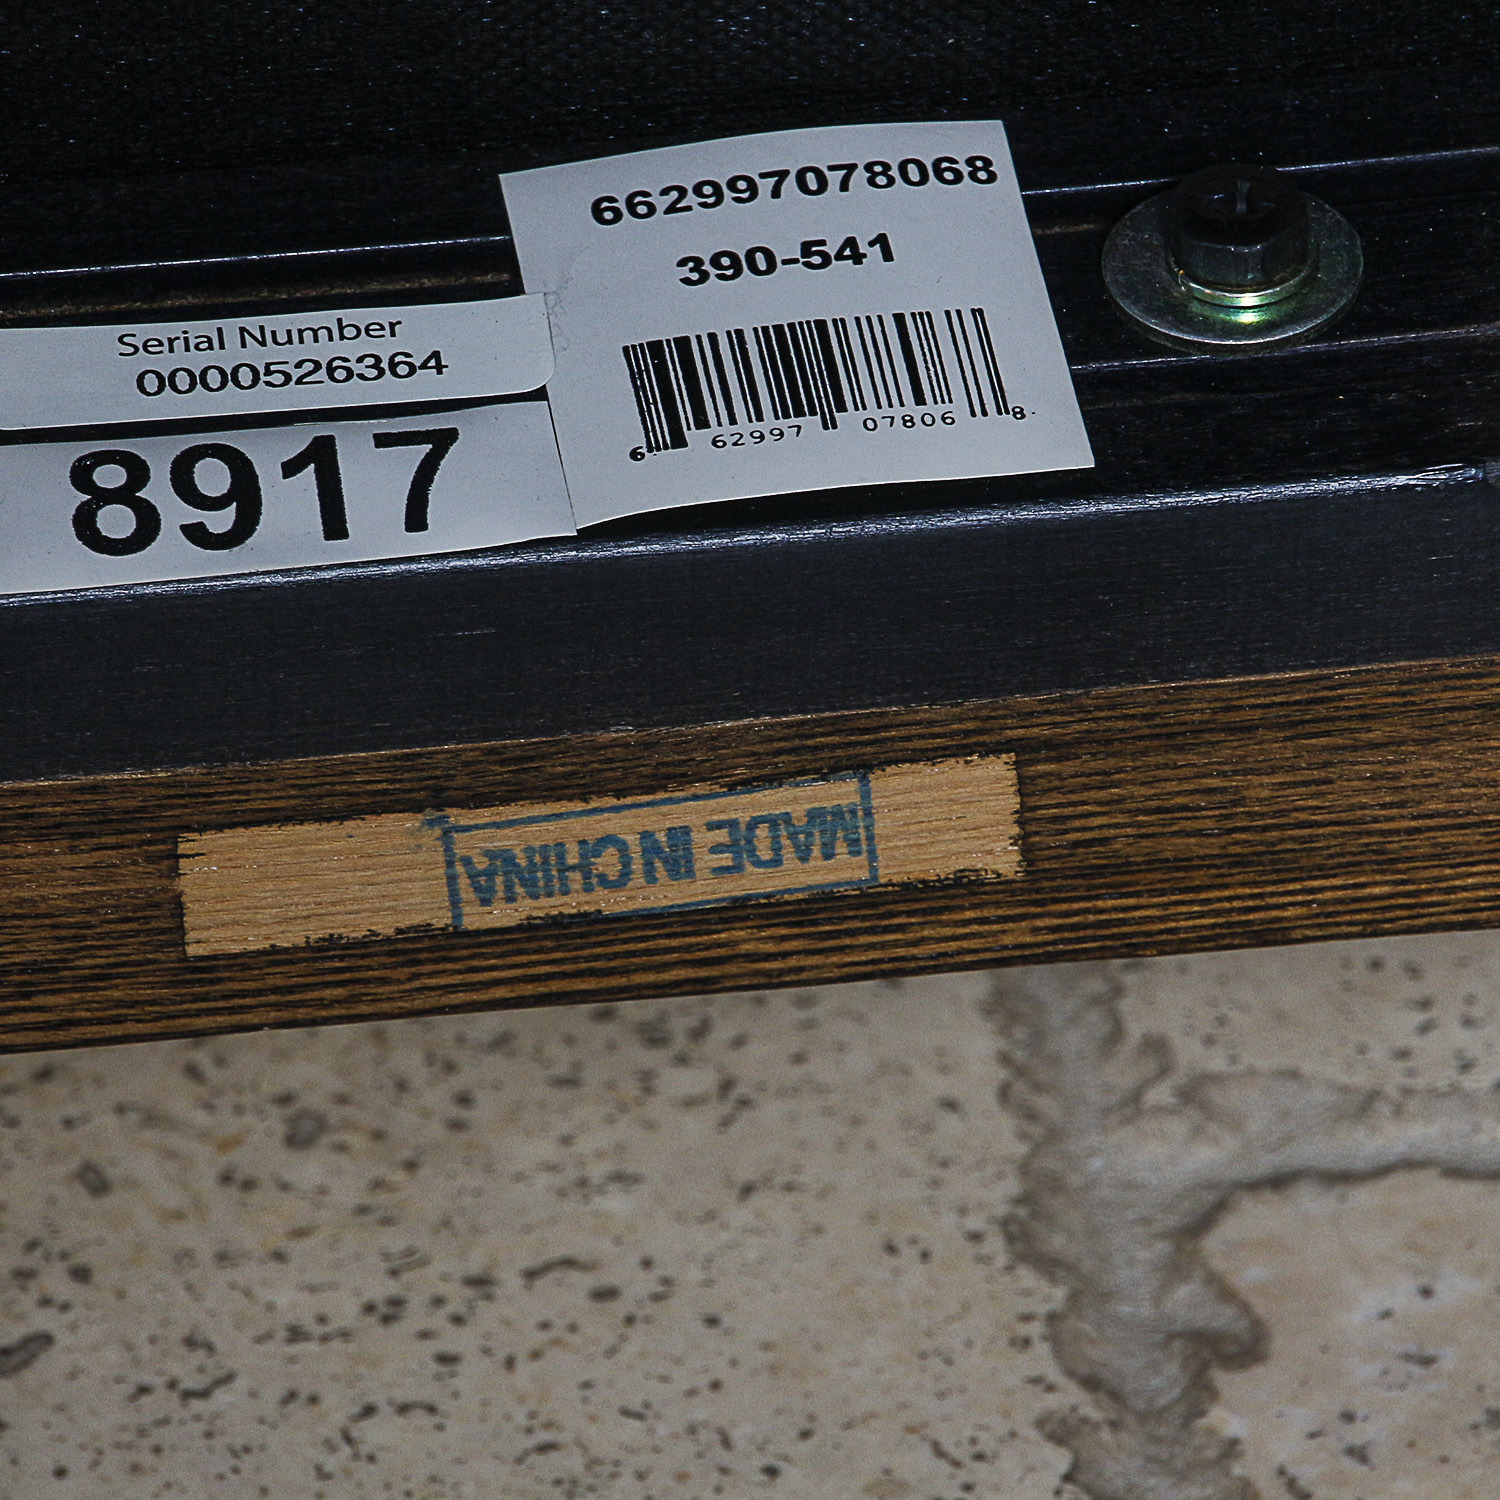 662997078068
390-541
6 62997 07806 8
Serial Number
0000526364
8917
MADE IN CHINA